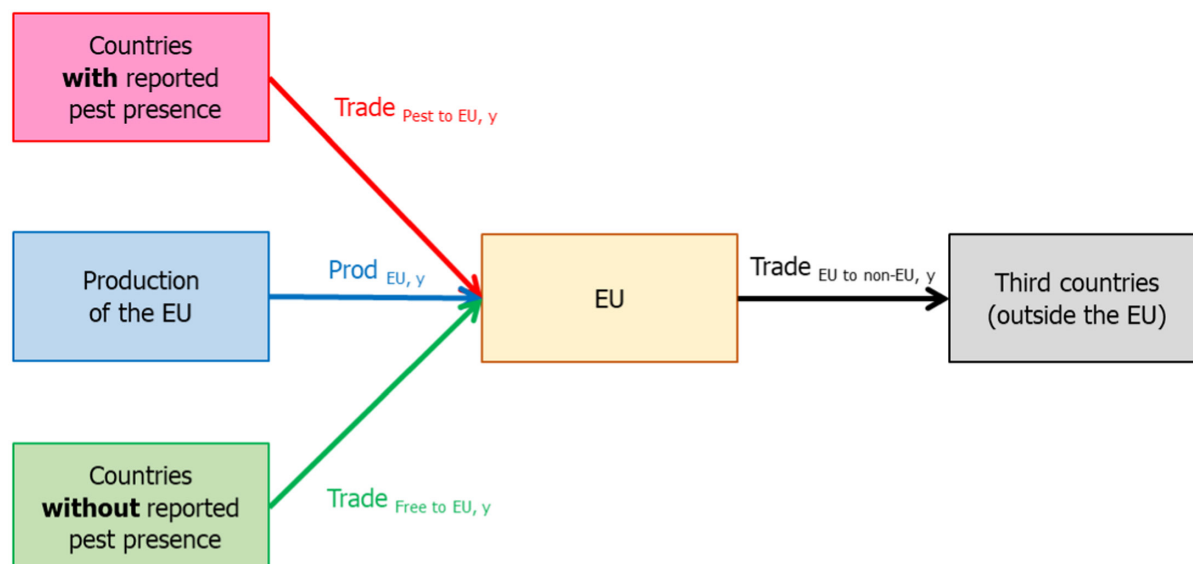 Countries
with reported
pest presence
Trade Pest to EU, y
Production
of the EU
Prod EU, y
EU
Trade EU to non-EU, y
Third countries
(outside the EU)
Countries
without reported
pest presence
Trade Free to EU, y